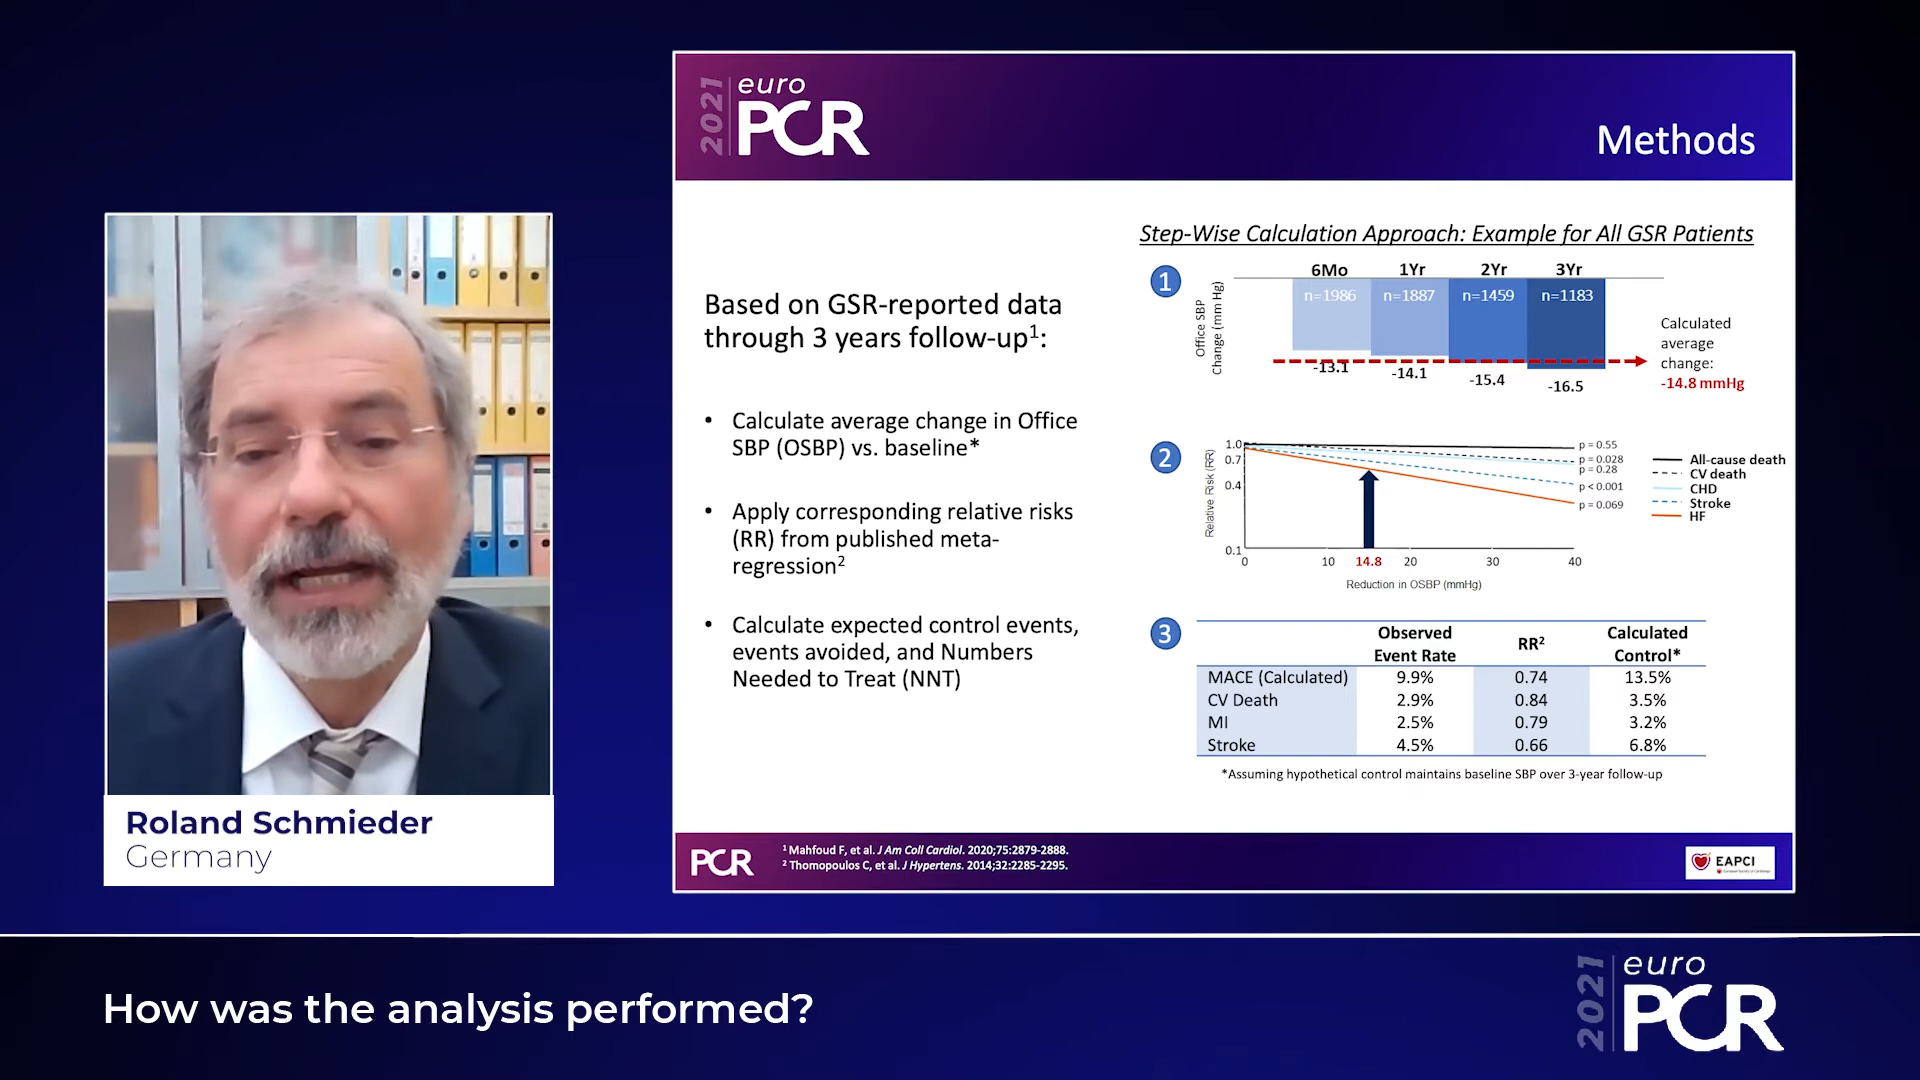 2021 euro
PCR
Methods
Based on GSR-reported data
through 3 years follow-up1:
• Calculate average change in Office
SBP (OSBP) vs. baseline*
• Apply corresponding relative risks
(RR) from published meta-
regression2
• Calculate expected control events,
events avoided, and Numbers
Needed to Treat (NNT)
Step-Wise Calculation Approach: Example for All GSR Patients
1
Office SBP
Change (mm Hg)
6Mo 1Yr 2Yr 3Yr
n=1986 n=1887 n=1459 n=1183
-13.1 -14.1 -15.4 -16.5
Calculated
average
change:
-14.8 mmHg
2
Relative Risk (RR)
1.0
0.7
0.4
0.1
0 10 14.8 20 30 40
Reduction in OSBP (mmHg)
p = 0.55
p = 0.028
p = 0.28
p < 0.001
p = 0.069
All-cause death
CV death
CHD
Stroke
HF
3
Observed
Event Rate
RR2
Calculated
Control*
MACE (Calculated) 9.9% 0.74 13.5%
CV Death 2.9% 0.84 3.5%
MI 2.5% 0.79 3.2%
Stroke 4.5% 0.66 6.8%
*Assuming hypothetical control maintains baseline SBP over 3-year follow-up
PCR
1 Mahfoud F, et al. J Am Coll Cardiol. 2020;75:2879-2888.
2 Thomopoulos C, et al. J Hypertens. 2014;32:2285-2295.
EAPCI
Roland Schmieder
Germany
How was the analysis performed?
2021 euro
PCR